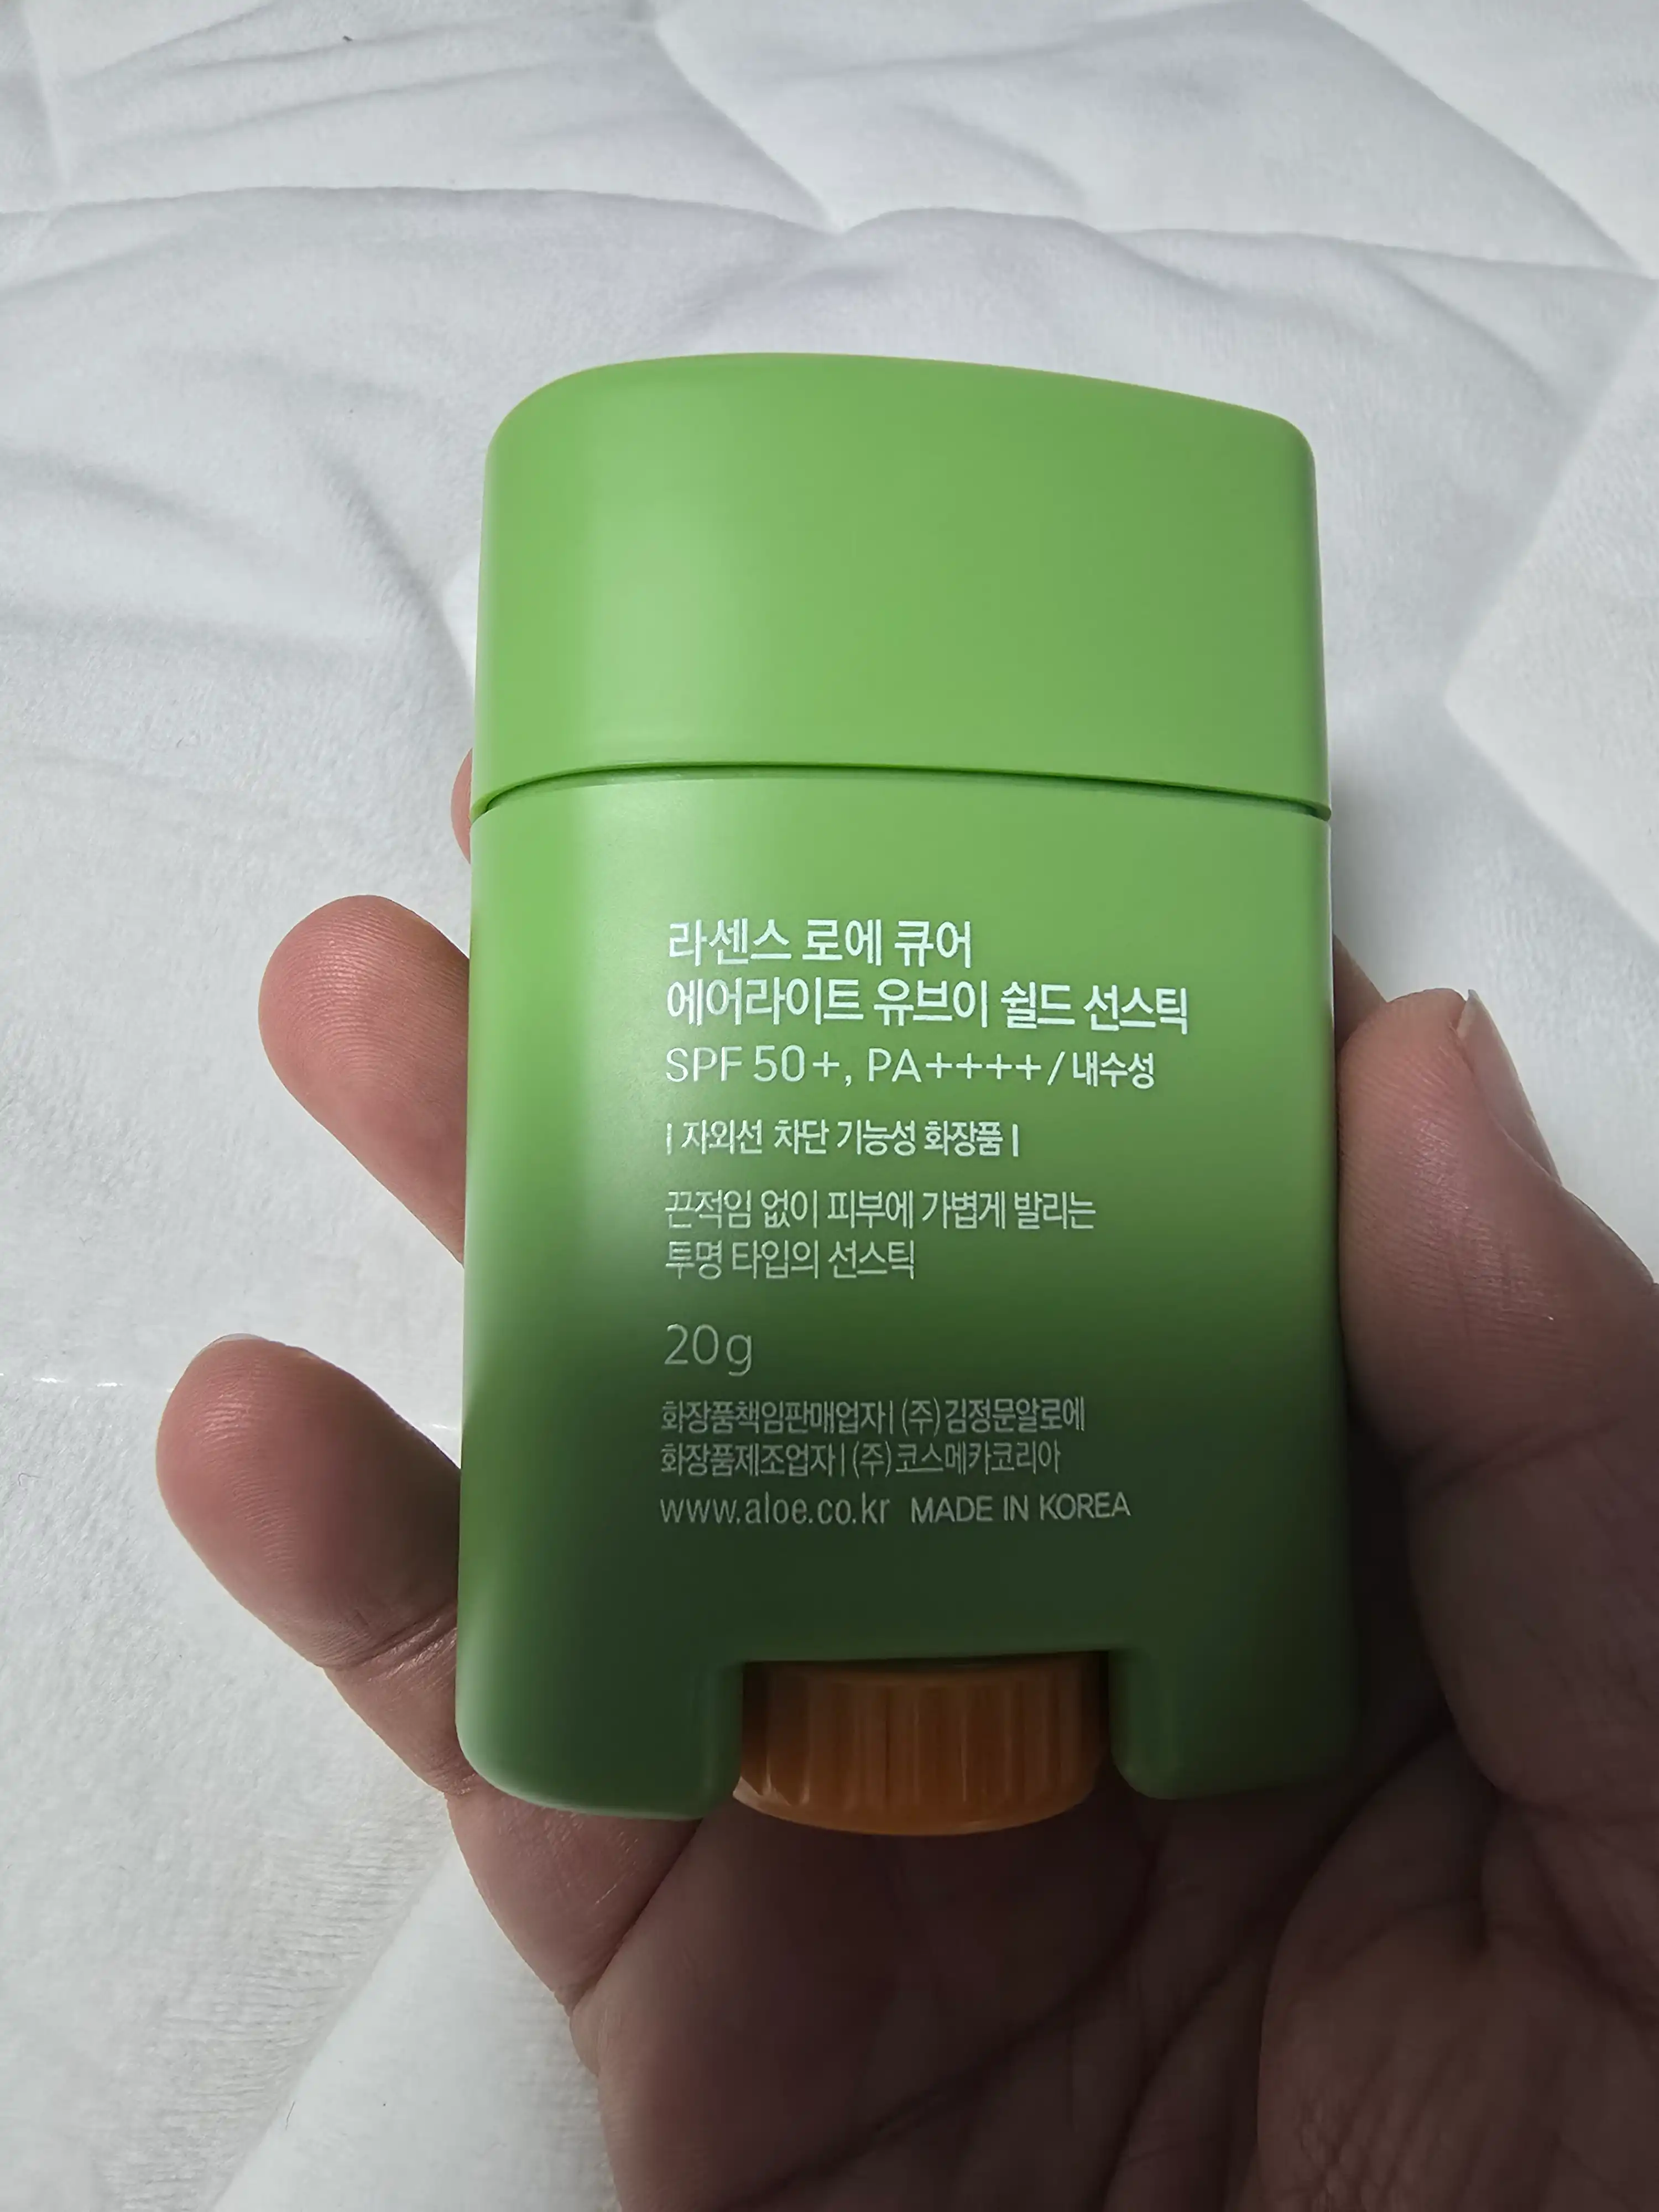 라센스 로에 큐어
에어라이트 유브이 쉴드 선스틱
SPF 50+, PA++++ / 내수성
| 자외선 차단 기능성 화장품 |
끈적임 없이 피부에 가볍게 발리는
투명 타입의 선스틱
20g
화장품책임판매업자 | (주)김정문알로에
화장품제조업자 | (주)코스메카코리아
www.aloe.co.kr MADE IN KOREA